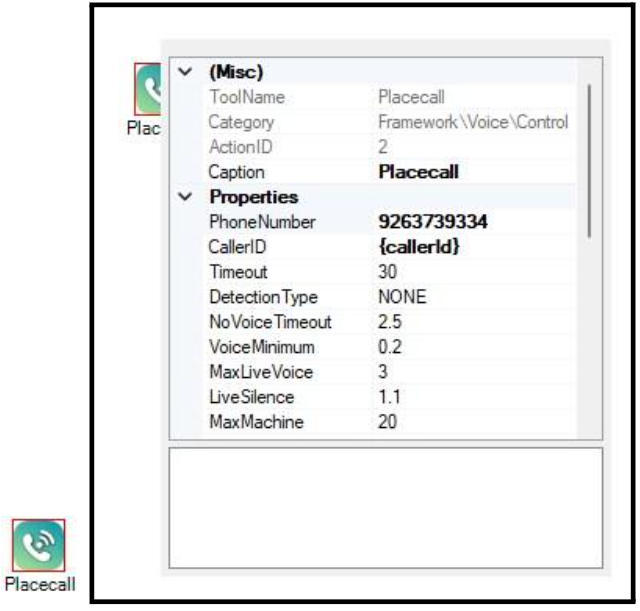 (Misc)
ToolName Placecall
Category Framework\Voice\Control
ActionID 2
Caption Placecall
Properties
PhoneNumber 9263739334
CallerID {callerId}
Timeout 30
DetectionType NONE
NoVoiceTimeout 2.5
VoiceMinimum 0.2
MaxLiveVoice 3
LiveSilence 1.1
MaxMachine 20
Plac
Placecall